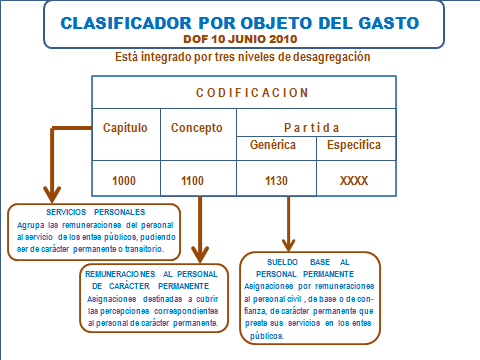 CLASIFICADOR POR OBJETO DEL GASTO
DOF 10 JUNIO 2010
Está integrado por tres niveles de desagregación
CODIFICACION
Capítulo Concepto Partida
Genérica Específica
1000 1100 1130 XXXX
SERVICIOS PERSONALES
Agrupa las remuneraciones del personal
al servicio de los entes públicos, pudiendo
ser de carácter permanente o transitorio.
REMUNERACIONES AL PERSONAL
DE CARÁCTER PERMANENTE
Asignaciones destinadas a cubrir
las percepciones correspondientes
al personal de carácter permanente.
SUELDO BASE AL
PERSONAL PERMANENTE
Asignaciones por remuneraciones
al personal civil , de base o de con-
fianza, de carácter permanente que
preste sus servicios en los entes
públicos.